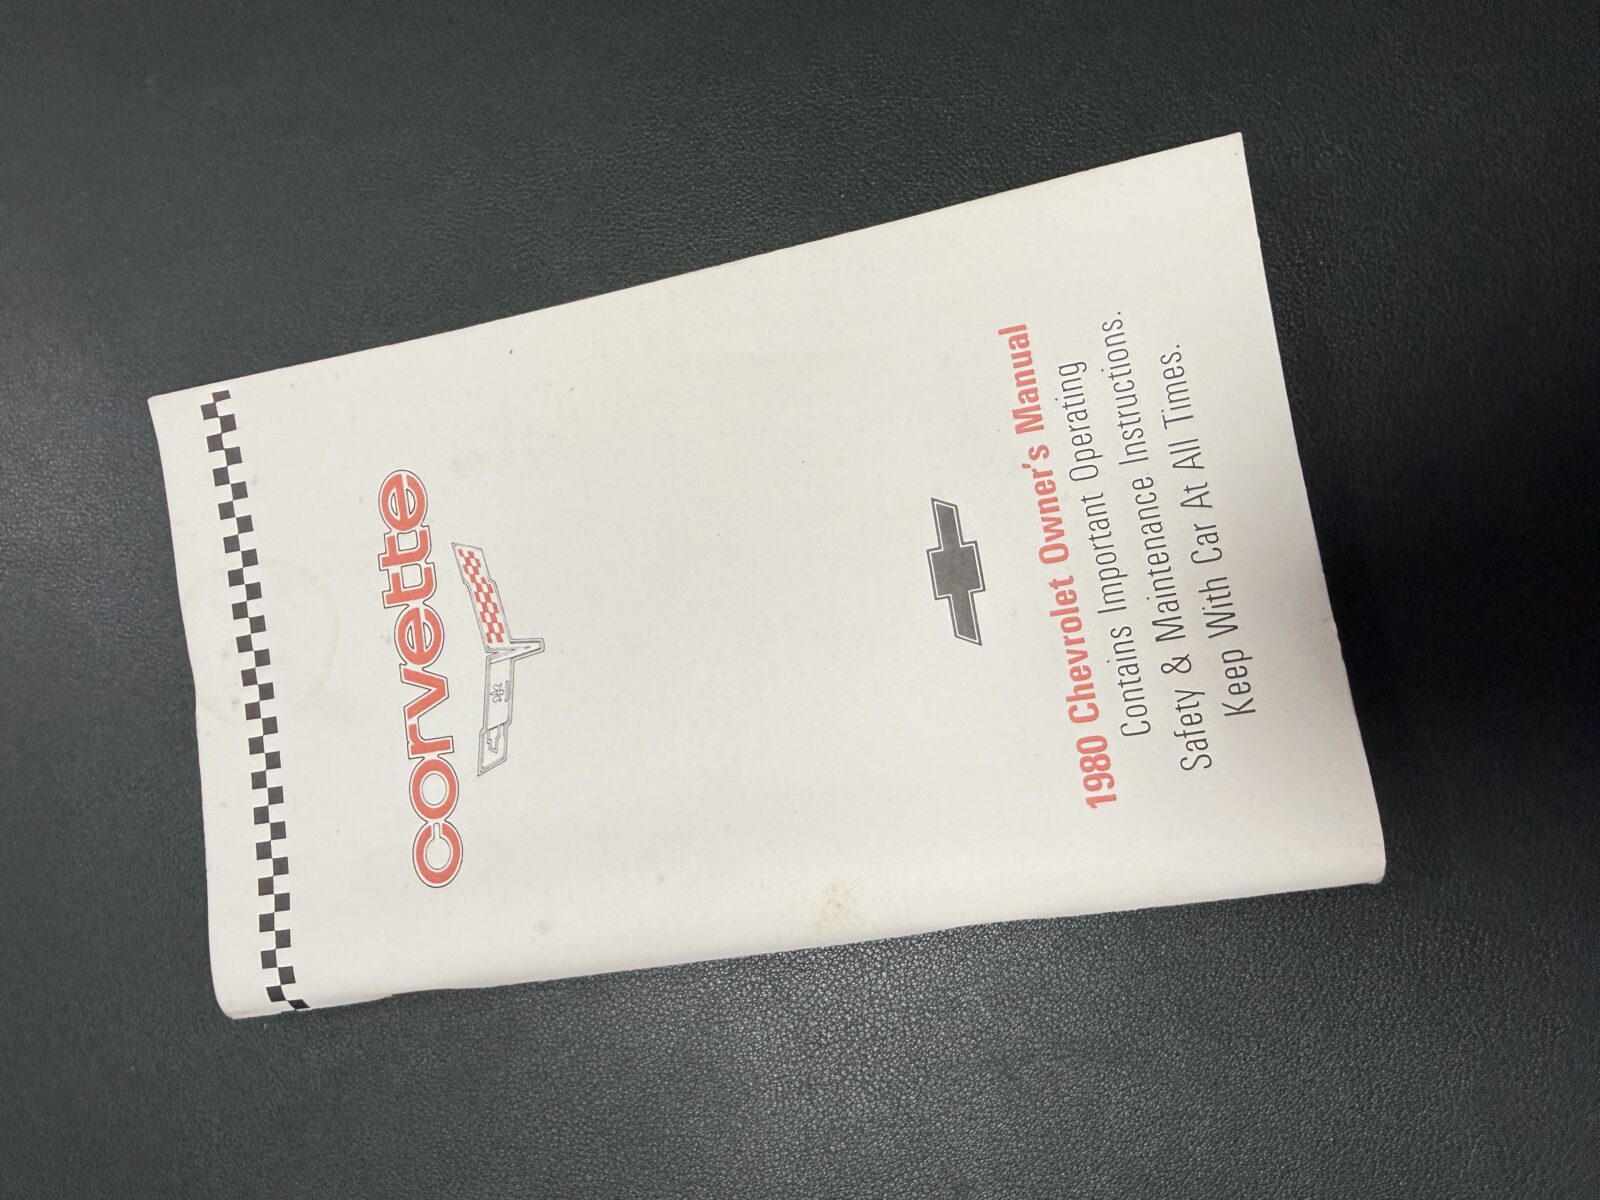 corvette
1980 Chevrolet Owner's Manual
Contains Important Operating
Safety & Maintenance Instructions.
Keep With Car At All Times.